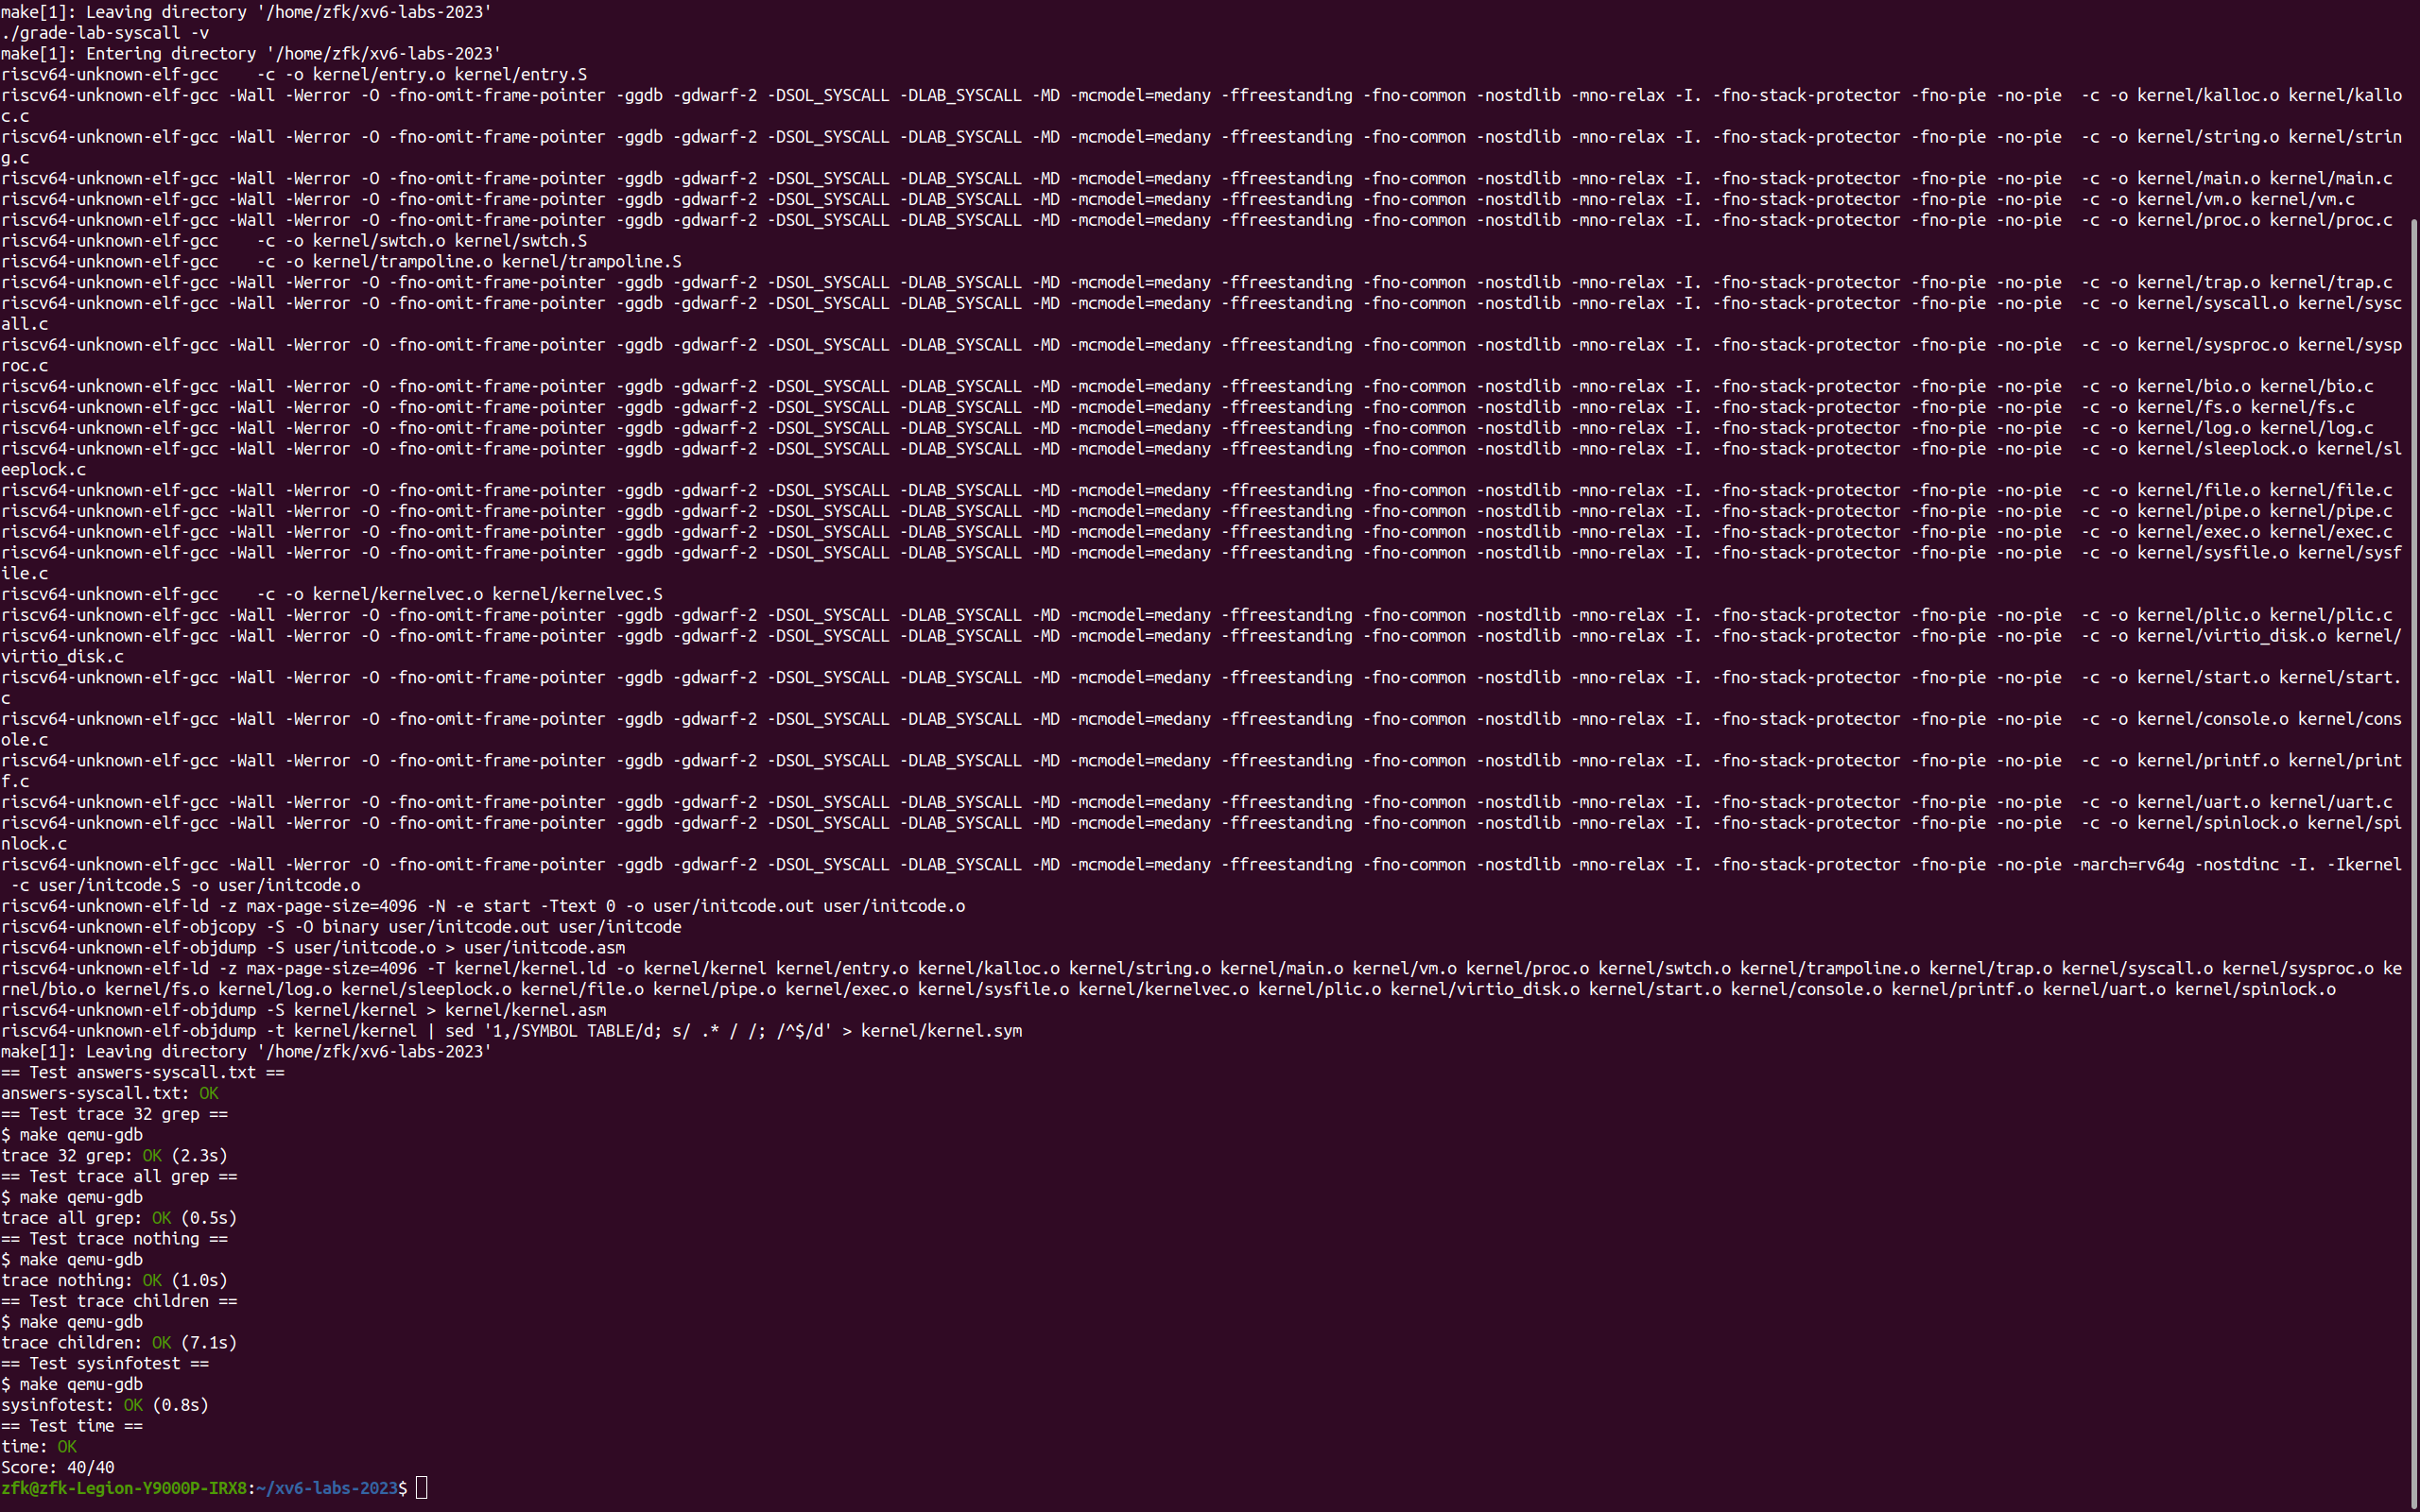 make[1]: Leaving directory '/home/zfk/xv6-labs-2023'
./grade-lab-syscall -v
make[1]: Entering directory '/home/zfk/xv6-labs-2023'
riscv64-unknown-elf-gcc    -c -o kernel/entry.o kernel/entry.S
riscv64-unknown-elf-gcc -Wall -Werror -O -fno-omit-frame-pointer -ggdb -gdwarf-2 -DSOL_SYSCALL -DLAB_SYSCALL -MD -mcmodel=medany -ffreestanding -fno-common -nostdlib -mno-relax -I. -fno-stack-protector -fno-pie -no-pie  -c -o kernel/kalloc.o kernel/kallo
c.c
riscv64-unknown-elf-gcc -Wall -Werror -O -fno-omit-frame-pointer -ggdb -gdwarf-2 -DSOL_SYSCALL -DLAB_SYSCALL -MD -mcmodel=medany -ffreestanding -fno-common -nostdlib -mno-relax -I. -fno-stack-protector -fno-pie -no-pie  -c -o kernel/string.o kernel/strin
g.c
riscv64-unknown-elf-gcc -Wall -Werror -O -fno-omit-frame-pointer -ggdb -gdwarf-2 -DSOL_SYSCALL -DLAB_SYSCALL -MD -mcmodel=medany -ffreestanding -fno-common -nostdlib -mno-relax -I. -fno-stack-protector -fno-pie -no-pie  -c -o kernel/main.o kernel/main.c
riscv64-unknown-elf-gcc -Wall -Werror -O -fno-omit-frame-pointer -ggdb -gdwarf-2 -DSOL_SYSCALL -DLAB_SYSCALL -MD -mcmodel=medany -ffreestanding -fno-common -nostdlib -mno-relax -I. -fno-stack-protector -fno-pie -no-pie  -c -o kernel/vm.o kernel/vm.c
riscv64-unknown-elf-gcc -Wall -Werror -O -fno-omit-frame-pointer -ggdb -gdwarf-2 -DSOL_SYSCALL -DLAB_SYSCALL -MD -mcmodel=medany -ffreestanding -fno-common -nostdlib -mno-relax -I. -fno-stack-protector -fno-pie -no-pie  -c -o kernel/proc.o kernel/proc.c
riscv64-unknown-elf-gcc    -c -o kernel/swtch.o kernel/swtch.S
riscv64-unknown-elf-gcc    -c -o kernel/trampoline.o kernel/trampoline.S
riscv64-unknown-elf-gcc -Wall -Werror -O -fno-omit-frame-pointer -ggdb -gdwarf-2 -DSOL_SYSCALL -DLAB_SYSCALL -MD -mcmodel=medany -ffreestanding -fno-common -nostdlib -mno-relax -I. -fno-stack-protector -fno-pie -no-pie  -c -o kernel/trap.o kernel/trap.c
riscv64-unknown-elf-gcc -Wall -Werror -O -fno-omit-frame-pointer -ggdb -gdwarf-2 -DSOL_SYSCALL -DLAB_SYSCALL -MD -mcmodel=medany -ffreestanding -fno-common -nostdlib -mno-relax -I. -fno-stack-protector -fno-pie -no-pie  -c -o kernel/syscall.o kernel/sysc
all.c
riscv64-unknown-elf-gcc -Wall -Werror -O -fno-omit-frame-pointer -ggdb -gdwarf-2 -DSOL_SYSCALL -DLAB_SYSCALL -MD -mcmodel=medany -ffreestanding -fno-common -nostdlib -mno-relax -I. -fno-stack-protector -fno-pie -no-pie  -c -o kernel/sysproc.o kernel/sysp
roc.c
riscv64-unknown-elf-gcc -Wall -Werror -O -fno-omit-frame-pointer -ggdb -gdwarf-2 -DSOL_SYSCALL -DLAB_SYSCALL -MD -mcmodel=medany -ffreestanding -fno-common -nostdlib -mno-relax -I. -fno-stack-protector -fno-pie -no-pie  -c -o kernel/bio.o kernel/bio.c
riscv64-unknown-elf-gcc -Wall -Werror -O -fno-omit-frame-pointer -ggdb -gdwarf-2 -DSOL_SYSCALL -DLAB_SYSCALL -MD -mcmodel=medany -ffreestanding -fno-common -nostdlib -mno-relax -I. -fno-stack-protector -fno-pie -no-pie  -c -o kernel/fs.o kernel/fs.c
riscv64-unknown-elf-gcc -Wall -Werror -O -fno-omit-frame-pointer -ggdb -gdwarf-2 -DSOL_SYSCALL -DLAB_SYSCALL -MD -mcmodel=medany -ffreestanding -fno-common -nostdlib -mno-relax -I. -fno-stack-protector -fno-pie -no-pie  -c -o kernel/log.o kernel/log.c
riscv64-unknown-elf-gcc -Wall -Werror -O -fno-omit-frame-pointer -ggdb -gdwarf-2 -DSOL_SYSCALL -DLAB_SYSCALL -MD -mcmodel=medany -ffreestanding -fno-common -nostdlib -mno-relax -I. -fno-stack-protector -fno-pie -no-pie  -c -o kernel/sleeplock.o kernel/sl
eeplock.c
riscv64-unknown-elf-gcc -Wall -Werror -O -fno-omit-frame-pointer -ggdb -gdwarf-2 -DSOL_SYSCALL -DLAB_SYSCALL -MD -mcmodel=medany -ffreestanding -fno-common -nostdlib -mno-relax -I. -fno-stack-protector -fno-pie -no-pie  -c -o kernel/file.o kernel/file.c
riscv64-unknown-elf-gcc -Wall -Werror -O -fno-omit-frame-pointer -ggdb -gdwarf-2 -DSOL_SYSCALL -DLAB_SYSCALL -MD -mcmodel=medany -ffreestanding -fno-common -nostdlib -mno-relax -I. -fno-stack-protector -fno-pie -no-pie  -c -o kernel/pipe.o kernel/pipe.c
riscv64-unknown-elf-gcc -Wall -Werror -O -fno-omit-frame-pointer -ggdb -gdwarf-2 -DSOL_SYSCALL -DLAB_SYSCALL -MD -mcmodel=medany -ffreestanding -fno-common -nostdlib -mno-relax -I. -fno-stack-protector -fno-pie -no-pie  -c -o kernel/exec.o kernel/exec.c
riscv64-unknown-elf-gcc -Wall -Werror -O -fno-omit-frame-pointer -ggdb -gdwarf-2 -DSOL_SYSCALL -DLAB_SYSCALL -MD -mcmodel=medany -ffreestanding -fno-common -nostdlib -mno-relax -I. -fno-stack-protector -fno-pie -no-pie  -c -o kernel/sysfile.o kernel/sysf
ile.c
riscv64-unknown-elf-gcc    -c -o kernel/kernelvec.o kernel/kernelvec.S
riscv64-unknown-elf-gcc -Wall -Werror -O -fno-omit-frame-pointer -ggdb -gdwarf-2 -DSOL_SYSCALL -DLAB_SYSCALL -MD -mcmodel=medany -ffreestanding -fno-common -nostdlib -mno-relax -I. -fno-stack-protector -fno-pie -no-pie  -c -o kernel/plic.o kernel/plic.c
riscv64-unknown-elf-gcc -Wall -Werror -O -fno-omit-frame-pointer -ggdb -gdwarf-2 -DSOL_SYSCALL -DLAB_SYSCALL -MD -mcmodel=medany -ffreestanding -fno-common -nostdlib -mno-relax -I. -fno-stack-protector -fno-pie -no-pie  -c -o kernel/virtio_disk.o kernel/
virtio_disk.c
riscv64-unknown-elf-gcc -Wall -Werror -O -fno-omit-frame-pointer -ggdb -gdwarf-2 -DSOL_SYSCALL -DLAB_SYSCALL -MD -mcmodel=medany -ffreestanding -fno-common -nostdlib -mno-relax -I. -fno-stack-protector -fno-pie -no-pie  -c -o kernel/start.o kernel/start.
c
riscv64-unknown-elf-gcc -Wall -Werror -O -fno-omit-frame-pointer -ggdb -gdwarf-2 -DSOL_SYSCALL -DLAB_SYSCALL -MD -mcmodel=medany -ffreestanding -fno-common -nostdlib -mno-relax -I. -fno-stack-protector -fno-pie -no-pie  -c -o kernel/console.o kernel/cons
ole.c
riscv64-unknown-elf-gcc -Wall -Werror -O -fno-omit-frame-pointer -ggdb -gdwarf-2 -DSOL_SYSCALL -DLAB_SYSCALL -MD -mcmodel=medany -ffreestanding -fno-common -nostdlib -mno-relax -I. -fno-stack-protector -fno-pie -no-pie  -c -o kernel/printf.o kernel/print
f.c
riscv64-unknown-elf-gcc -Wall -Werror -O -fno-omit-frame-pointer -ggdb -gdwarf-2 -DSOL_SYSCALL -DLAB_SYSCALL -MD -mcmodel=medany -ffreestanding -fno-common -nostdlib -mno-relax -I. -fno-stack-protector -fno-pie -no-pie  -c -o kernel/uart.o kernel/uart.c
riscv64-unknown-elf-gcc -Wall -Werror -O -fno-omit-frame-pointer -ggdb -gdwarf-2 -DSOL_SYSCALL -DLAB_SYSCALL -MD -mcmodel=medany -ffreestanding -fno-common -nostdlib -mno-relax -I. -fno-stack-protector -fno-pie -no-pie  -c -o kernel/spinlock.o kernel/spi
nlock.c
riscv64-unknown-elf-gcc -Wall -Werror -O -fno-omit-frame-pointer -ggdb -gdwarf-2 -DSOL_SYSCALL -DLAB_SYSCALL -MD -mcmodel=medany -ffreestanding -fno-common -nostdlib -mno-relax -I. -fno-stack-protector -fno-pie -no-pie -march=rv64g -nostdinc -I. -Ikernel
 -c user/initcode.S -o user/initcode.o
riscv64-unknown-elf-ld -z max-page-size=4096 -N -e start -Ttext 0 -o user/initcode.out user/initcode.o
riscv64-unknown-elf-objcopy -S -O binary user/initcode.out user/initcode
riscv64-unknown-elf-objdump -S user/initcode.o > user/initcode.asm
riscv64-unknown-elf-ld -z max-page-size=4096 -T kernel/kernel.ld -o kernel/kernel kernel/entry.o kernel/kalloc.o kernel/string.o kernel/main.o kernel/vm.o kernel/proc.o kernel/swtch.o kernel/trampoline.o kernel/trap.o kernel/syscall.o kernel/sysproc.o ke
rnel/bio.o kernel/fs.o kernel/log.o kernel/sleeplock.o kernel/file.o kernel/pipe.o kernel/exec.o kernel/sysfile.o kernel/kernelvec.o kernel/plic.o kernel/virtio_disk.o kernel/start.o kernel/console.o kernel/printf.o kernel/uart.o kernel/spinlock.o
riscv64-unknown-elf-objdump -S kernel/kernel > kernel/kernel.asm
riscv64-unknown-elf-objdump -t kernel/kernel | sed '1,/SYMBOL TABLE/d; s/ .* / /; /^$/d' > kernel/kernel.sym
make[1]: Leaving directory '/home/zfk/xv6-labs-2023'
== Test answers-syscall.txt ==
answers-syscall.txt: OK
== Test trace 32 grep ==
$ make qemu-gdb
trace 32 grep: OK (2.3s)
== Test trace all grep ==
$ make qemu-gdb
trace all grep: OK (0.5s)
== Test trace nothing ==
$ make qemu-gdb
trace nothing: OK (1.0s)
== Test trace children ==
$ make qemu-gdb
trace children: OK (7.1s)
== Test sysinfotest ==
$ make qemu-gdb
sysinfotest: OK (0.8s)
== Test time ==
time: OK
Score: 40/40
zfk@zfk-Legion-Y9000P-IRX8:~/xv6-labs-2023$